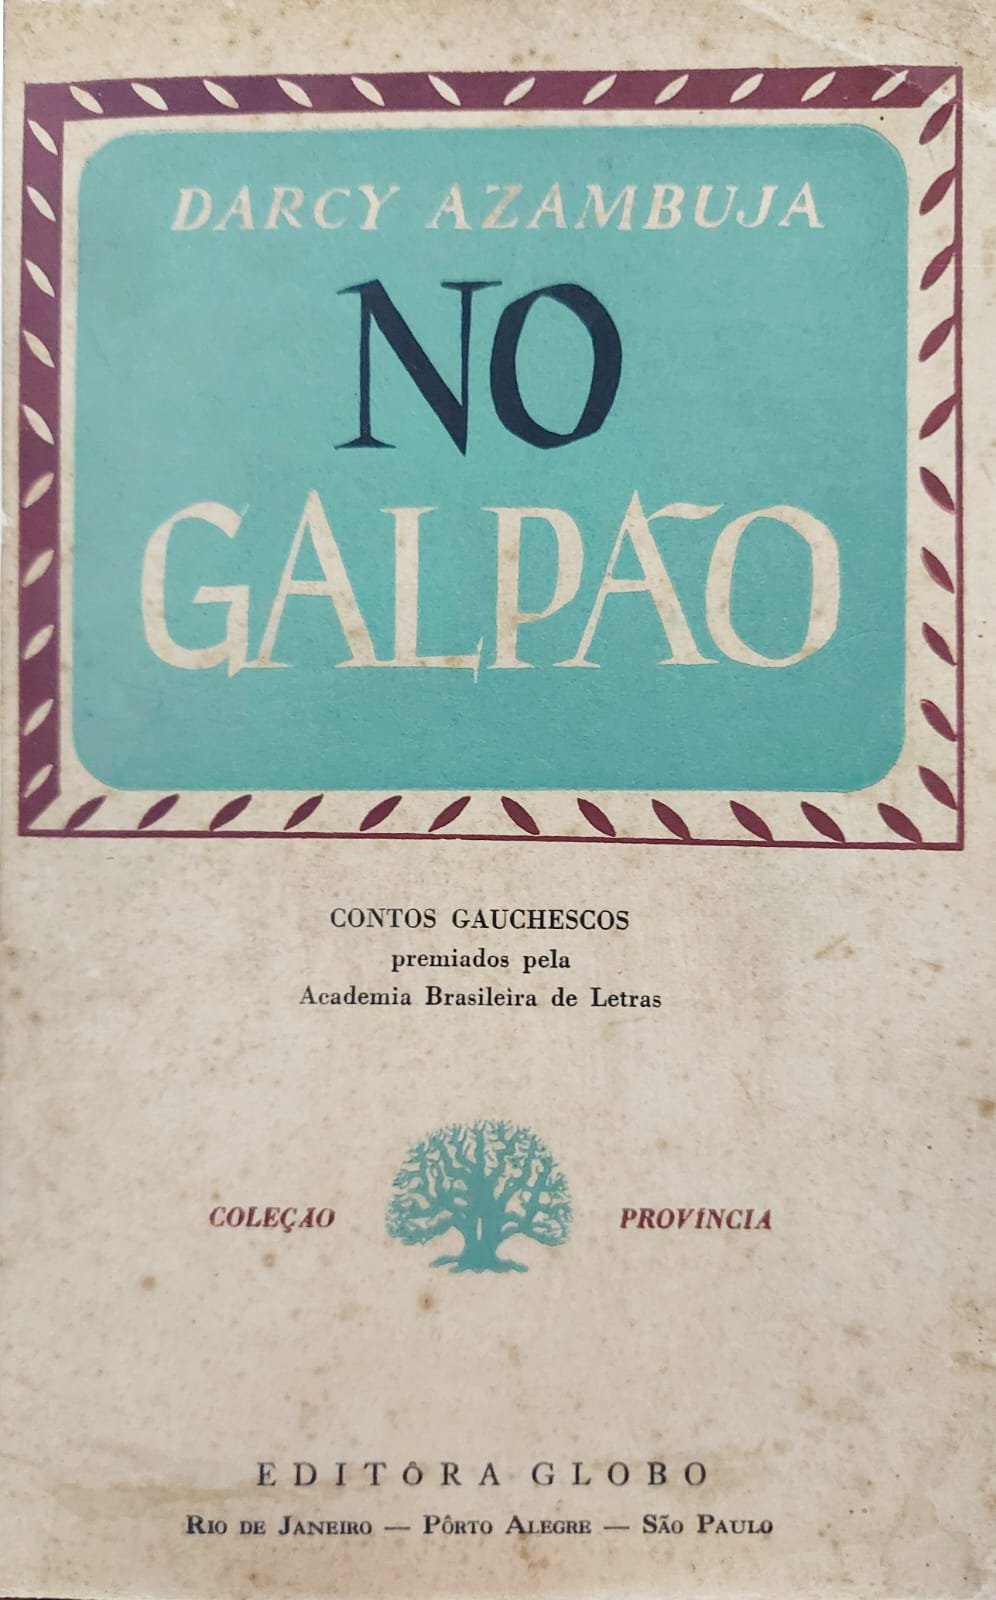 DARCY AZAMBUJA
NO
GALPÃO
CONTOS GAUCHESCOS
premiados pela
Academia Brasileira de Letras
COLEÇÃO PROVÍNCIA
EDITÔRA GLOBO
RIO DE JANEIRO — PÔRTO ALEGRE — SÃO PAULO